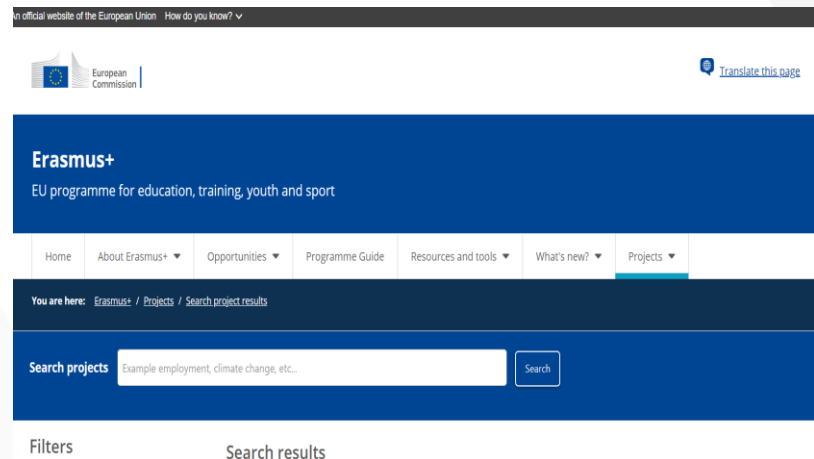 An official website of the European Union How do you know?
European
Commission
Translate this page
Erasmus+
EU programme for education, training, youth and sport
Home About Erasmus+ Opportunities Programme Guide Resources and tools What's new? Projects
You are here: Erasmus+ / Projects / Search project results
Search projects Example employment, climate change, etc... Search
Filters Search results